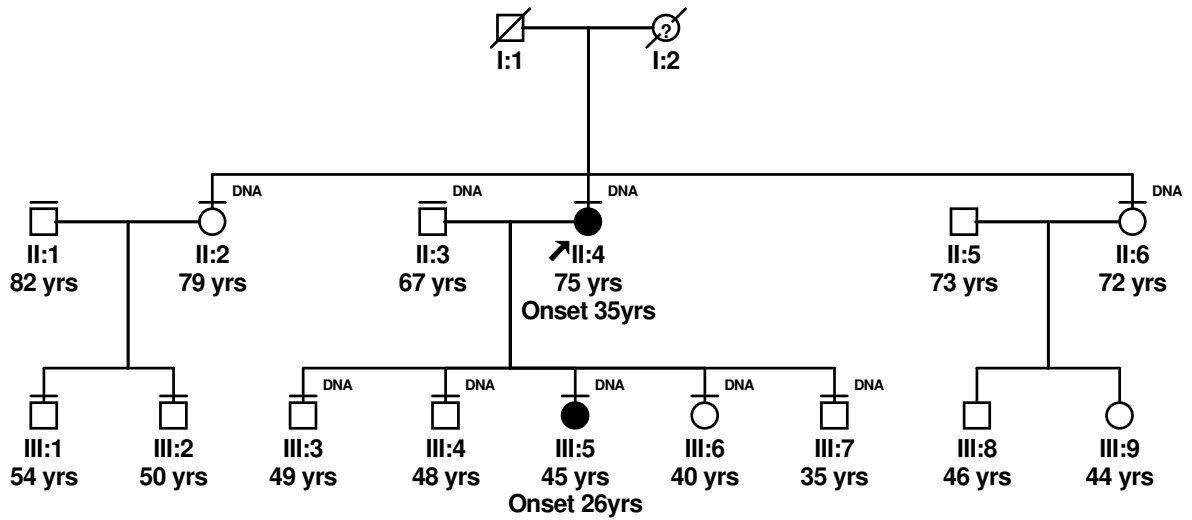 ?
I:1 I:2
DNA DNA DNA DNA
II:1 II:2 II:3 II:4 II:5 II:6
82 yrs 79 yrs 67 yrs 75 yrs 73 yrs 72 yrs
Onset 35yrs
DNA DNA DNA DNA DNA
III:1 III:2 III:3 III:4 III:5 III:6 III:7 III:8 III:9
54 yrs 50 yrs 49 yrs 48 yrs 45 yrs 40 yrs 35 yrs 46 yrs 44 yrs
Onset 26yrs